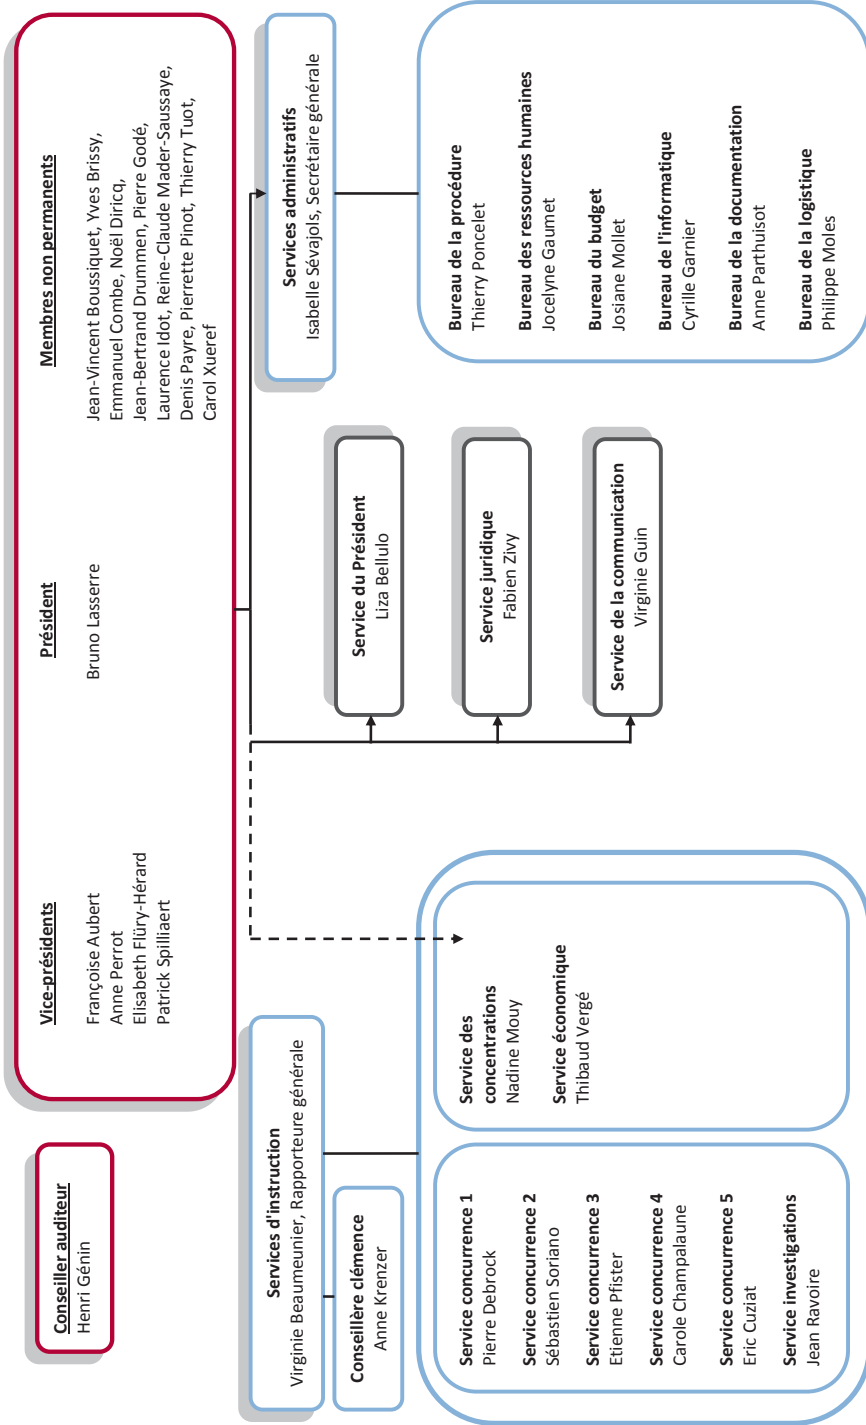 Conseiller auditeur
Henri Génin
Vice-présidents
Françoise Aubert
Anne Perrot
Elisabeth Flüry-Hérard
Patrick Spilliaert
Président
Bruno Lasserre
Membres non permanents
Jean-Vincent Boussiquet, Yves Brissy,
Emmanuel Combe, Noël Diricq,
Jean-Bertrand Drummen, Pierre Godé,
Laurence Idot, Reine-Claude Mader-Saussaye,
Denis Payre, Pierrette Pinot, Thierry Tuot,
Carol Xueref
Services d'instruction
Virginie Beaumeunier, Rapporteure générale
Conseillère clémence
Anne Krenzer
Service concurrence 1
Pierre Debrock
Service concurrence 2
Sébastien Soriano
Service concurrence 3
Etienne Pfister
Service concurrence 4
Carole Champalaune
Service concurrence 5
Eric Cuziat
Service investigations
Jean Ravoire
Service des
concentrations
Nadine Mouy
Service économique
Thibaud Vergé
Service du Président
Liza Bellulo
Service juridique
Fabien Zivy
Service de la communication
Virginie Guin
Services administratifs
Isabelle Sévajols, Secrétaire générale
Bureau de la procédure
Thierry Poncelet
Bureau des ressources humaines
Jocelyne Gaumet
Bureau du budget
Josiane Mollet
Bureau de l'informatique
Cyrille Garnier
Bureau de la documentation
Anne Parthuisot
Bureau de la logistique
Philippe Moles